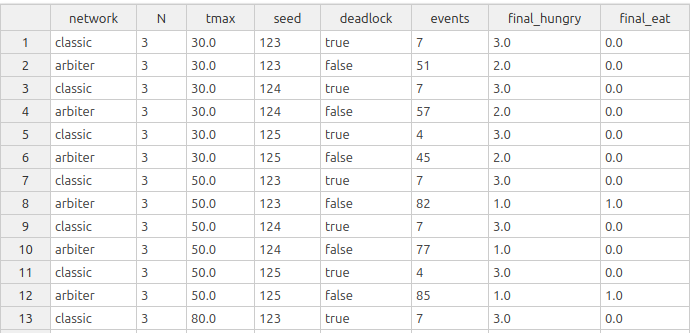 network N tmax seed deadlock events final_hungry final_eat
1 classic 3 30.0 123 true 7 3.0 0.0
2 arbiter 3 30.0 123 false 51 2.0 0.0
3 classic 3 30.0 124 true 7 3.0 0.0
4 arbiter 3 30.0 124 false 57 2.0 0.0
5 classic 3 30.0 125 true 4 3.0 0.0
6 arbiter 3 30.0 125 false 45 2.0 0.0
7 classic 3 50.0 123 true 7 3.0 0.0
8 arbiter 3 50.0 123 false 82 1.0 1.0
9 classic 3 50.0 124 true 7 3.0 0.0
10 arbiter 3 50.0 124 false 77 1.0 0.0
11 classic 3 50.0 125 true 4 3.0 0.0
12 arbiter 3 50.0 125 false 85 1.0 1.0
13 classic 3 80.0 123 true 7 3.0 0.0